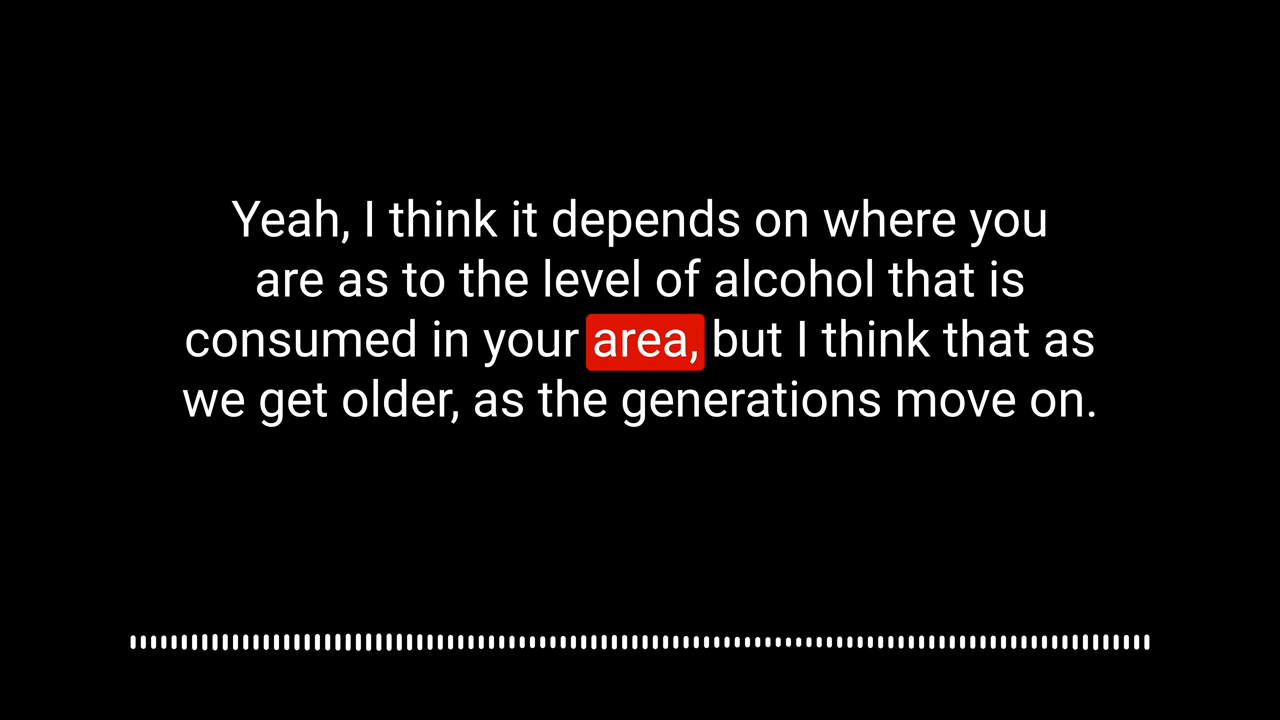 Yeah, I think it depends on where you
are as to the level of alcohol that is
consumed in your area, but I think that as
we get older, as the generations move on.